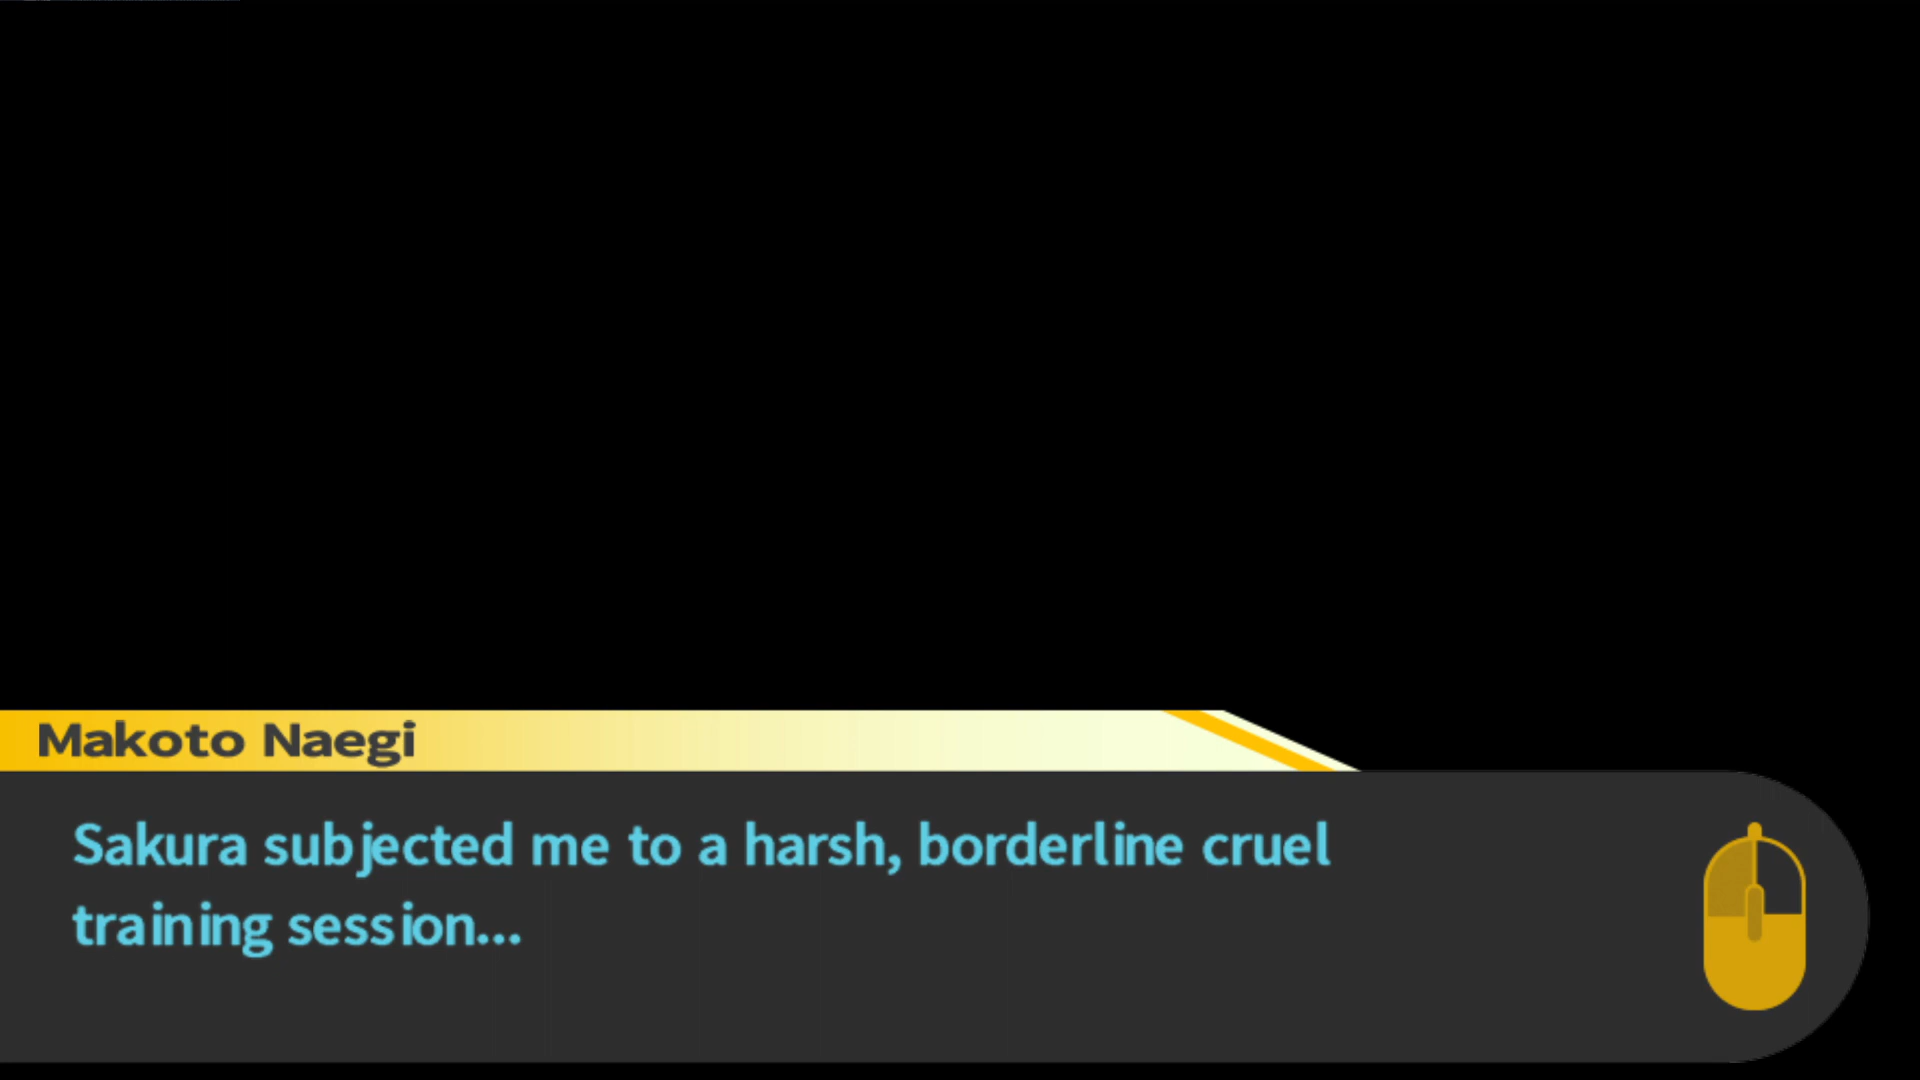 Makoto Naegi
Sakura subjected me to a harsh, borderline cruel
training session...